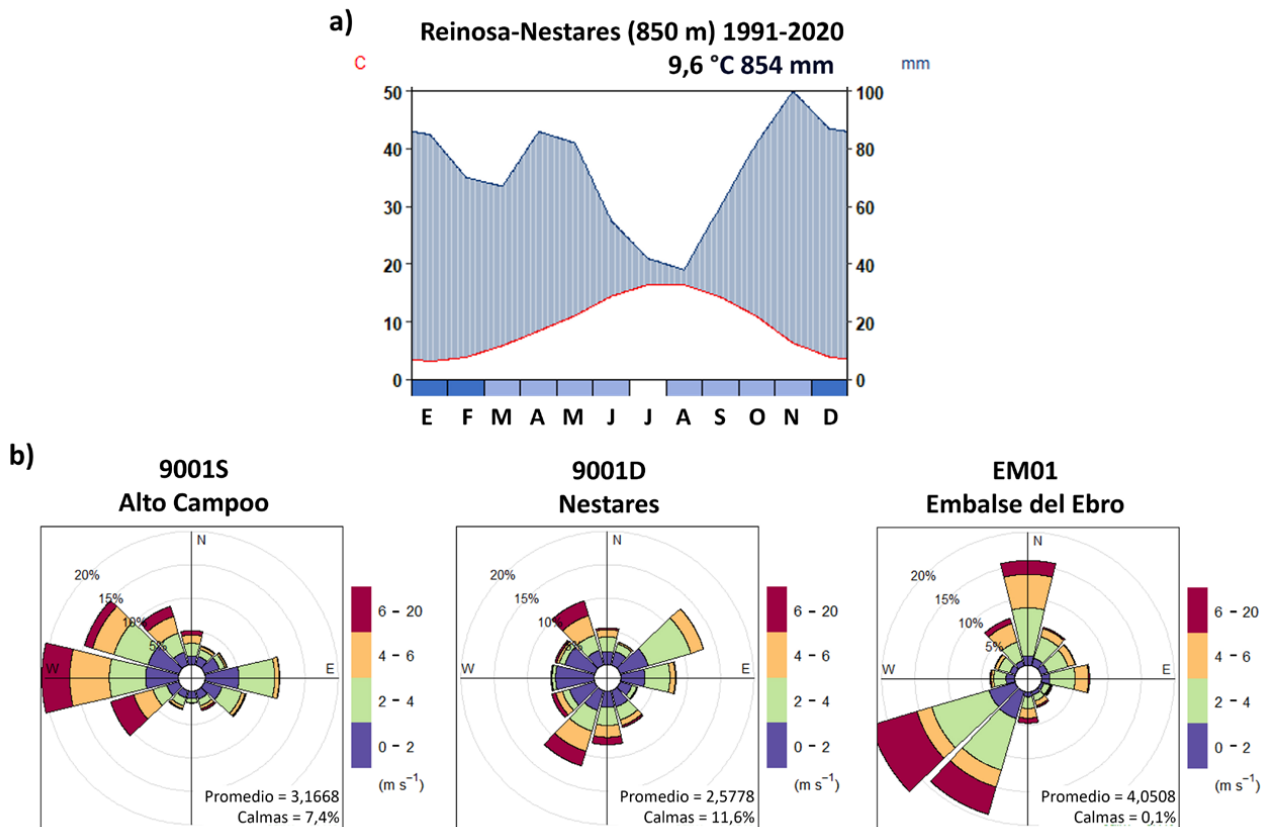 a)
Reinosa-Nestares (850 m) 1991-2020
C 9,6 °C 854 mm mm
50 100
40 80
30 60
20 40
10 20
0 0
E F M A M J J A S O N D
b)
9001S
Alto Campoo
N
20%
15%
10%
5%
W E
6 – 20
4 – 6
2 – 4
0 – 2
(m s⁻¹)
Promedio = 3,1668
Calmas = 7,4%
9001D
Nestares
N
20%
15%
10%
5%
W E
6 – 20
4 – 6
2 – 4
0 – 2
(m s⁻¹)
Promedio = 2,5778
Calmas = 11,6%
EM01
Embalse del Ebro
N
20%
15%
10%
5%
W E
6 – 20
4 – 6
2 – 4
0 – 2
(m s⁻¹)
Promedio = 4,0508
Calmas = 0,1%